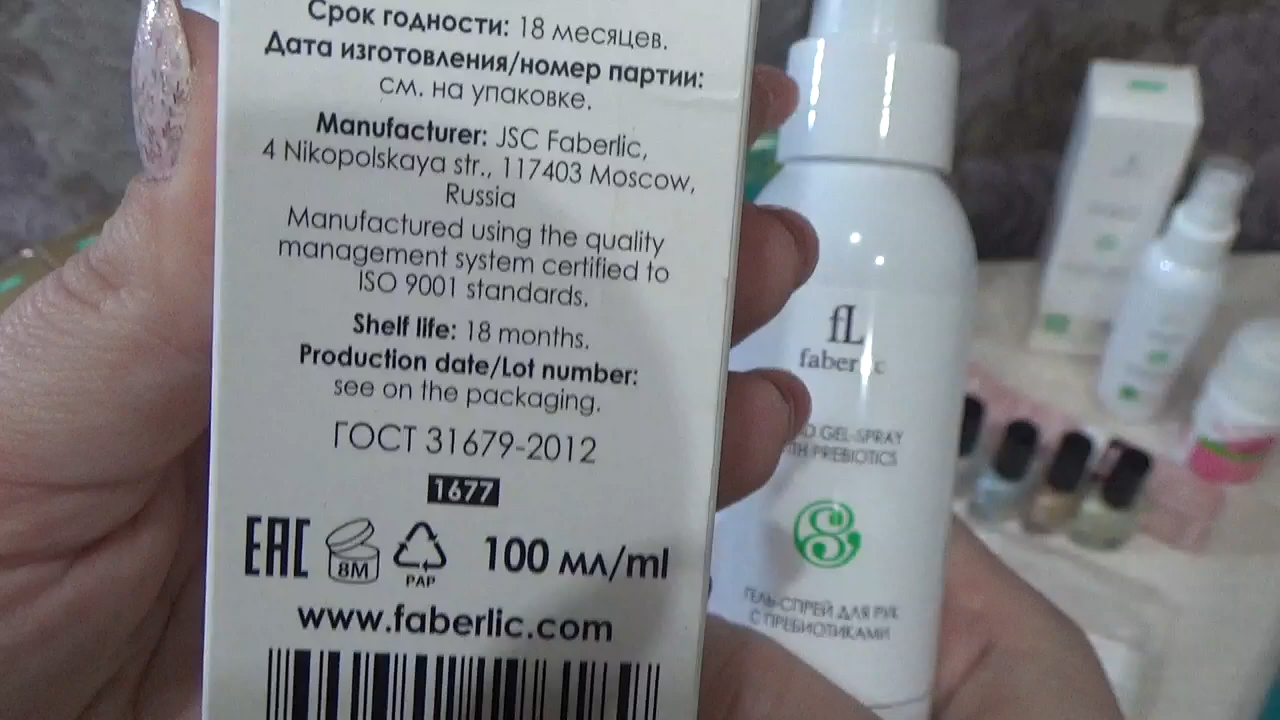 Срок годности: 18 месяцев.
Дата изготовления/номер партии:
см. на упаковке.
Manufacturer: JSC Faberlic,
4 Nikopolskaya str., 117403 Moscow,
Russia
Manufactured using the quality
management system certified to
ISO 9001 standards.
Shelf life: 18 months.
Production date/Lot number:
see on the packaging.
ГОСТ 31679-2012
1677
EAC
8M
PAP
100 мл/ml
www.faberlic.com
fL
faberlic
GEL-SPRAY
PREBIOTICS
ГЕЛЬ-СПРЕЙ ДЛЯ РУК
С ПРЕБИОТИКАМИ